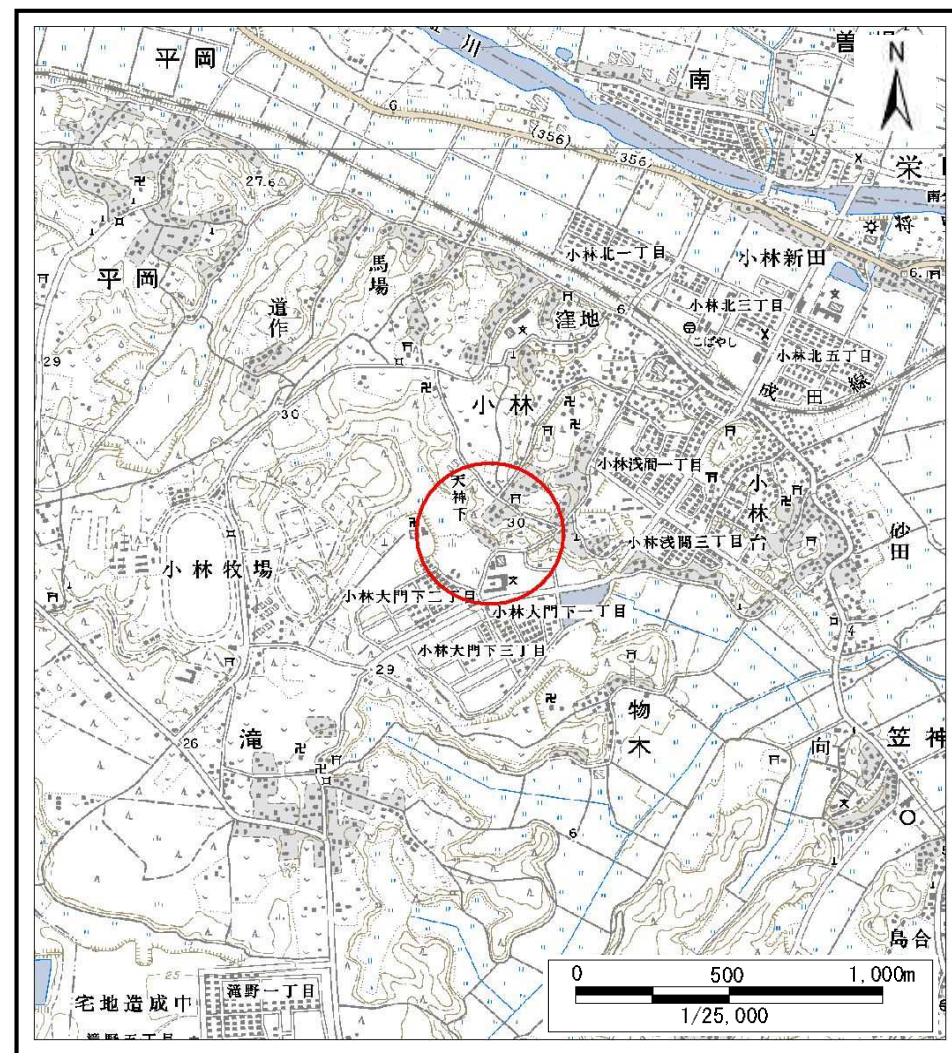 平岡
川
南
N
6
(356)
356
栄
27.6
平岡
馬場
道作
小林北一丁目
小林新田
小林北三丁目
6
窪地
こばやし
小林北五丁目
成田線
29
30
小林
小林浅間一丁目
天神下
30
小林台
砂田
小林浅間三丁目
小林牧場
小林大門下二丁目
小林大門下一丁目
小林大門下三丁目
4
29
物木
向
笠神
26
滝
6
島合
25
滝野一丁目
宅地造成中
0 500 1,000m
1/25,000